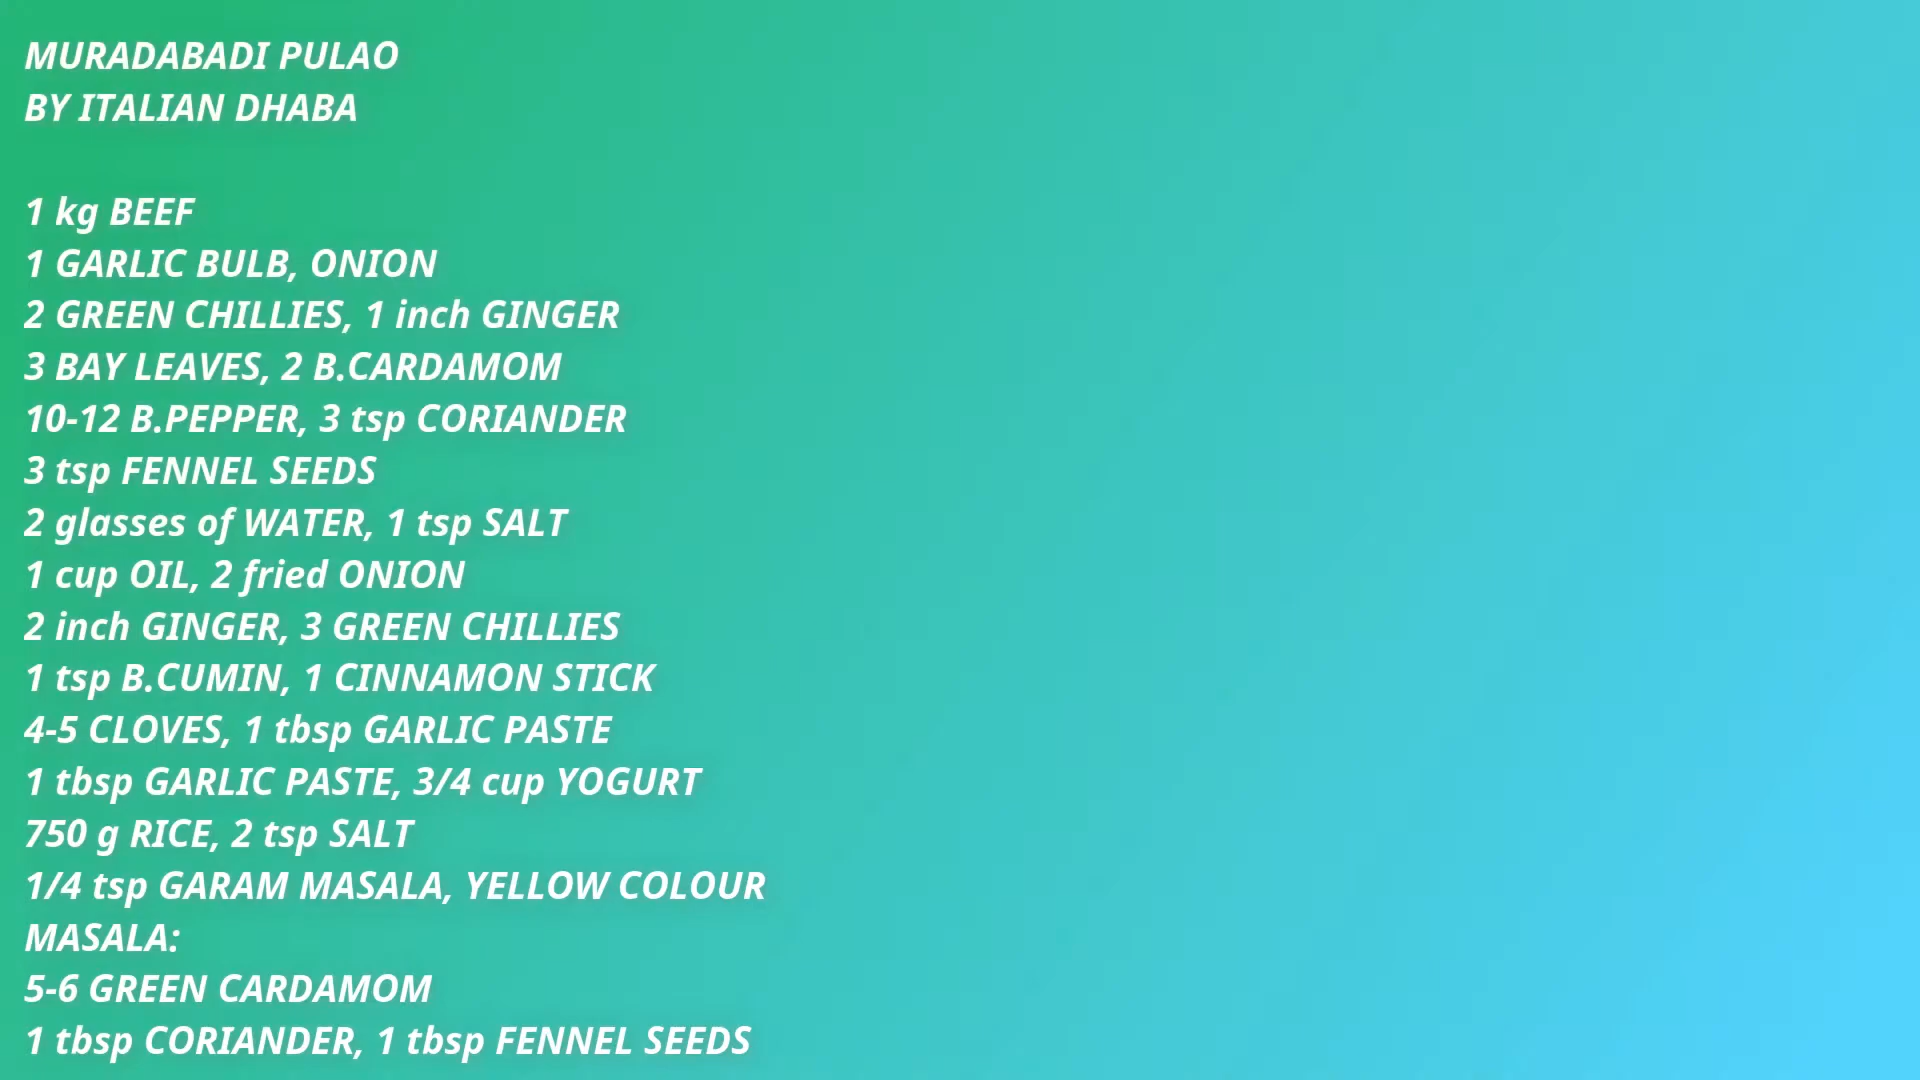 MURADABADI PULAO
BY ITALIAN DHABA
1 kg BEEF
1 GARLIC BULB, ONION
2 GREEN CHILLIES, 1 inch GINGER
3 BAY LEAVES, 2 B.CARDAMOM
10-12 B.PEPPER, 3 tsp CORIANDER
3 tsp FENNEL SEEDS
2 glasses of WATER, 1 tsp SALT
1 cup OIL, 2 fried ONION
2 inch GINGER, 3 GREEN CHILLIES
1 tsp B.CUMIN, 1 CINNAMON STICK
4-5 CLOVES, 1 tbsp GARLIC PASTE
1 tbsp GARLIC PASTE, 3/4 cup YOGURT
750 g RICE, 2 tsp SALT
1/4 tsp GARAM MASALA, YELLOW COLOUR
MASALA:
5-6 GREEN CARDAMOM
1 tbsp CORIANDER, 1 tbsp FENNEL SEEDS